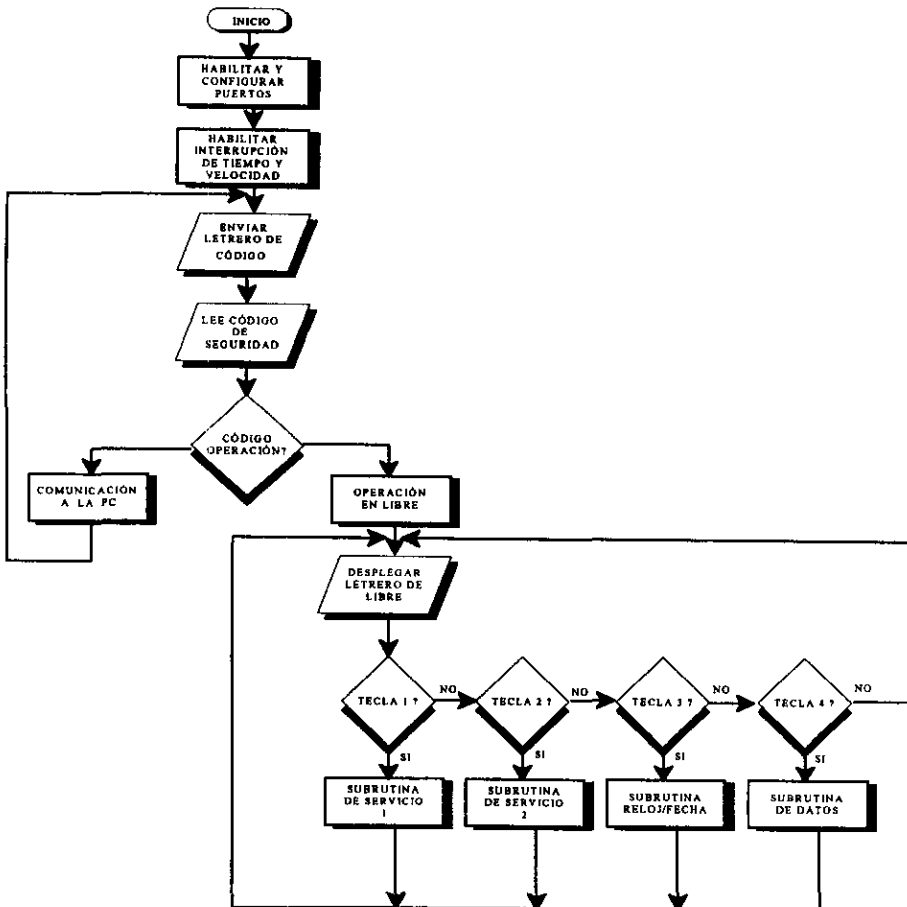 INICIO
HABILITAR Y
CONFIGURAR
PUERTOS
HABILITAR
INTERRUPCIÓN
DE TIEMPO Y
VELOCIDAD
ENVIAR
LETRERO DE
CÓDIGO
LEE CÓDIGO
DE
SEGURIDAD
CÓDIGO
OPERACIÓN?
COMUNICACIÓN
A LA PC
OPERACIÓN
EN LIBRE
DESPLEGAR
LETRERO DE
LIBRE
TECLA 1 ?
NO
TECLA 2 ?
NO
TECLA 3 ?
NO
TECLA 4 ?
NO
SI
SI
SI
SI
SUBRUTINA
DE SERVICIO
1
SUBRUTINA
DE SERVICIO
2
SUBRUTINA
RELOJ/FECHA
SUBRUTINA
DE DATOS